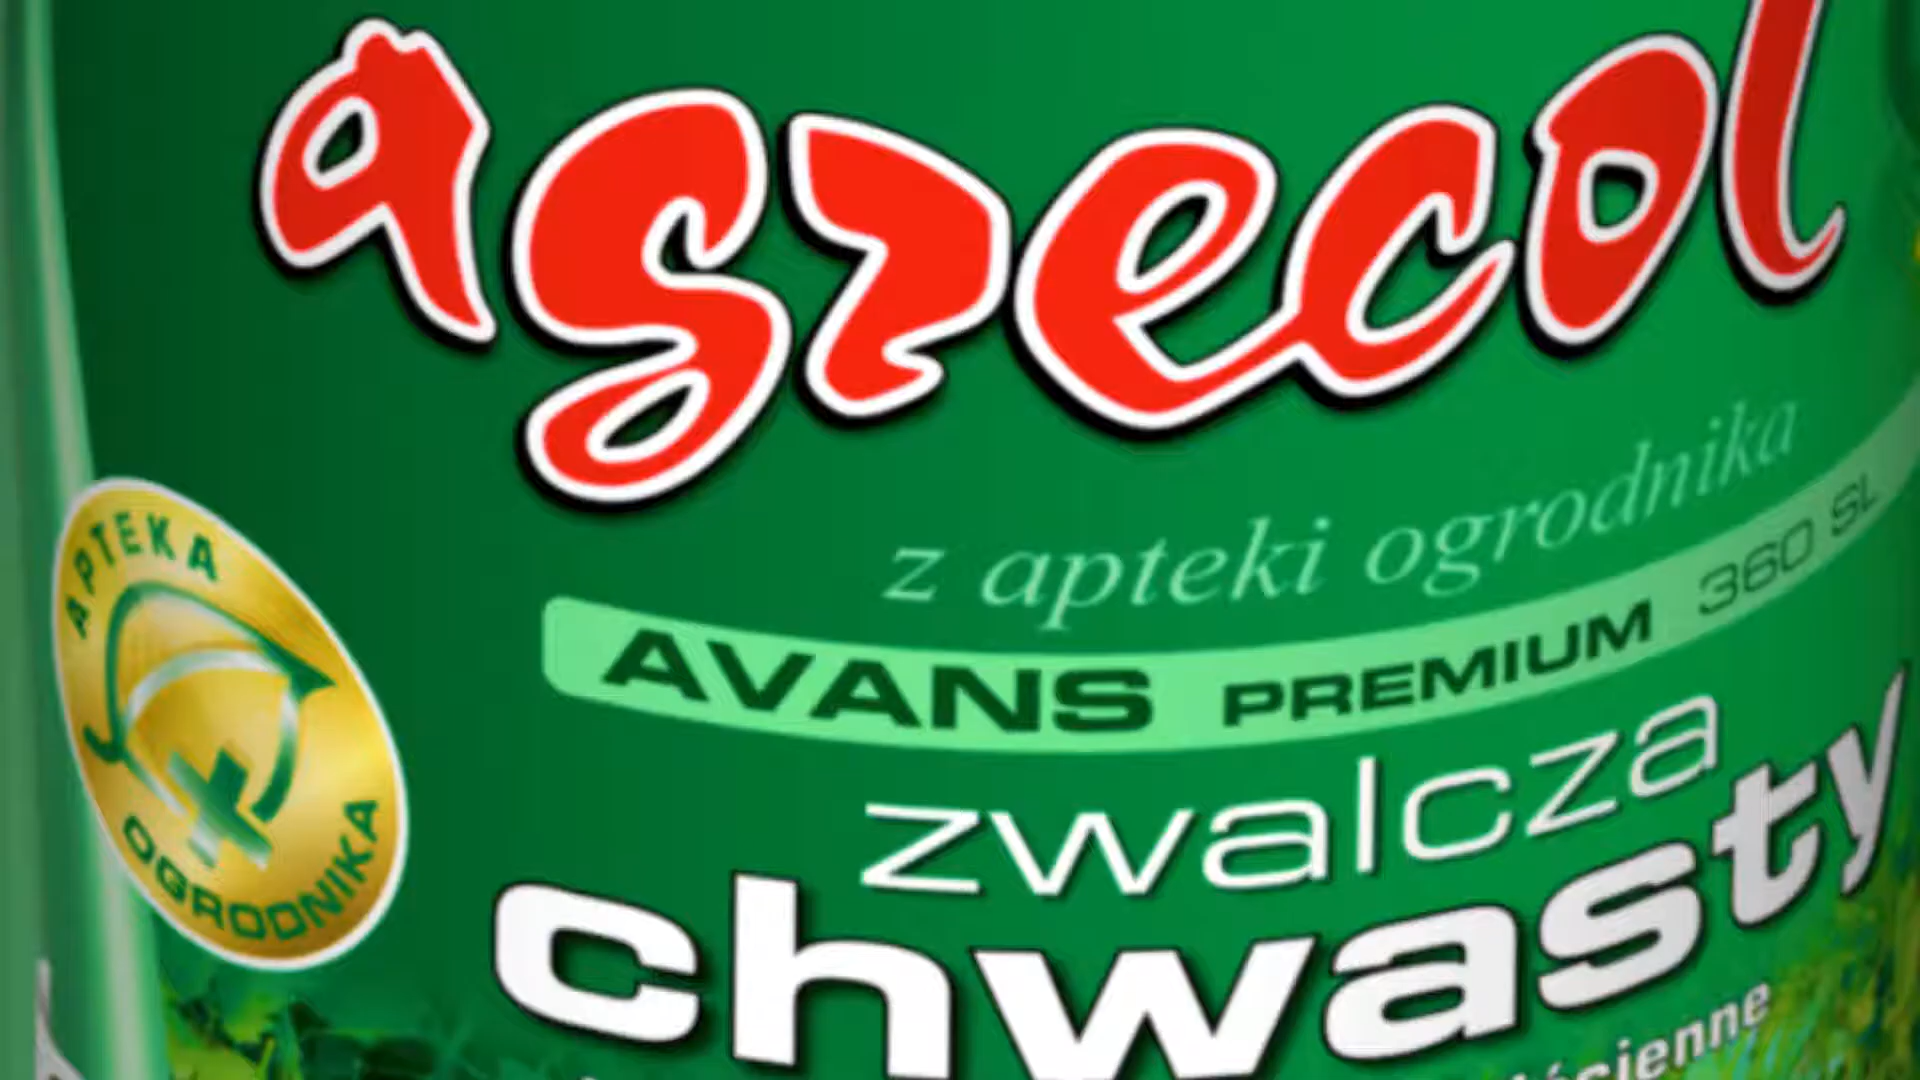 agrecol
z apteki ogrodnika
AVANS PREMIUM 360 SL
APTEKA
OGRODNIKA
zwalcza
chwasty